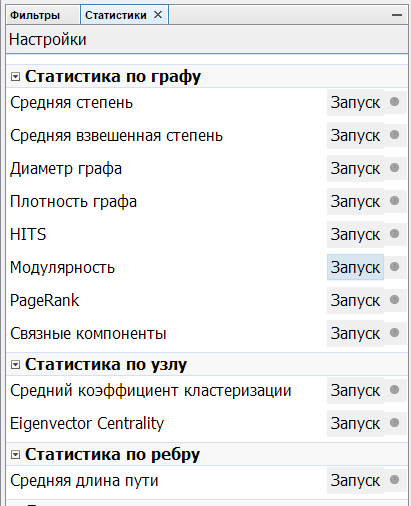 Фильтры Статистики
Настройки
Статистика по графу
Средняя степень Запуск
Средняя взвешенная степень Запуск
Диаметр графа Запуск
Плотность графа Запуск
HITS Запуск
Модулярность Запуск
PageRank Запуск
Связные компоненты Запуск
Статистика по узлу
Средний коэффициент кластеризации Запуск
Eigenvector Centrality Запуск
Статистика по ребру
Средняя длина пути Запуск